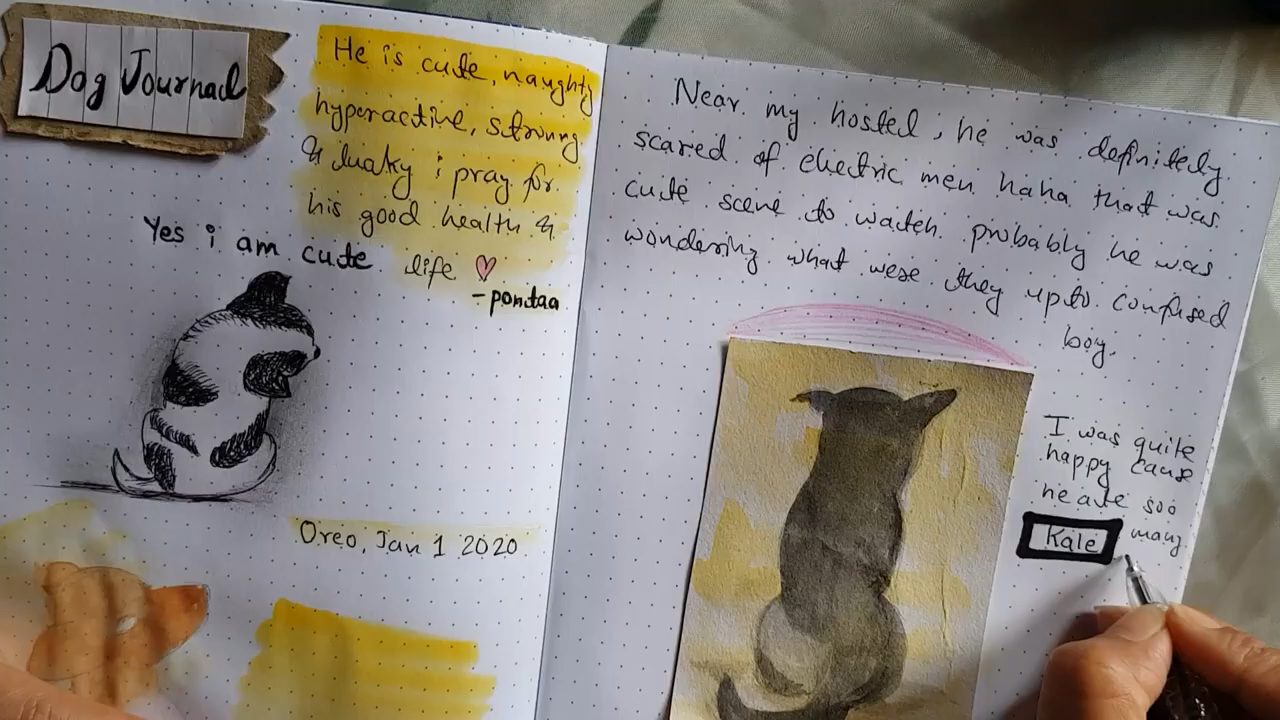 Dog Journal
He is cute, naughty
hyperactive, strong
& lucky i pray for
his good health &
life
-pontaa
Yes i am cute
Oreo, Jan 1 2020
Near my hostel, he was definitely
scared of electric men haha that was
cute scene to watch probably he was
wondering what were they upto confused
boy.
I was quite
happy cause
he ate soo
many
Kale